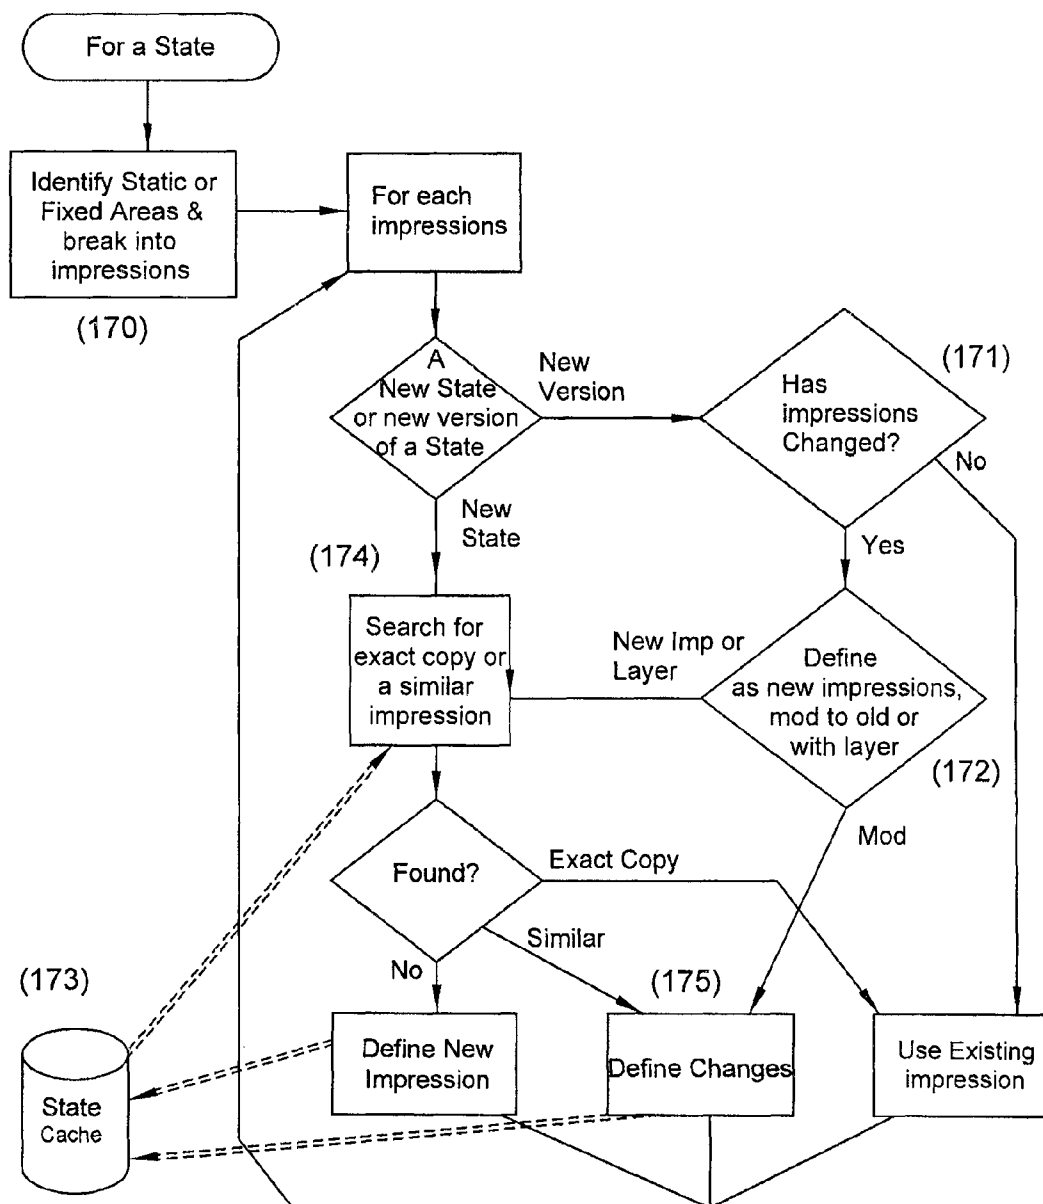 For a State
Identify Static or
Fixed Areas &
break into
impressions
(170)
For each
impressions
A
New State
or new version
of a State
New
Version
(171)
Has
impressions
Changed?
No
New
State
Yes
(174)
Search for
exact copy or
a similar
impression
New Imp or
Layer
Define
as new impressions,
mod to old or
with layer
(172)
Mod
Found?
Exact Copy
Similar
No
(173)
(175)
State
Cache
Define New
Impression
Define Changes
Use Existing
impression